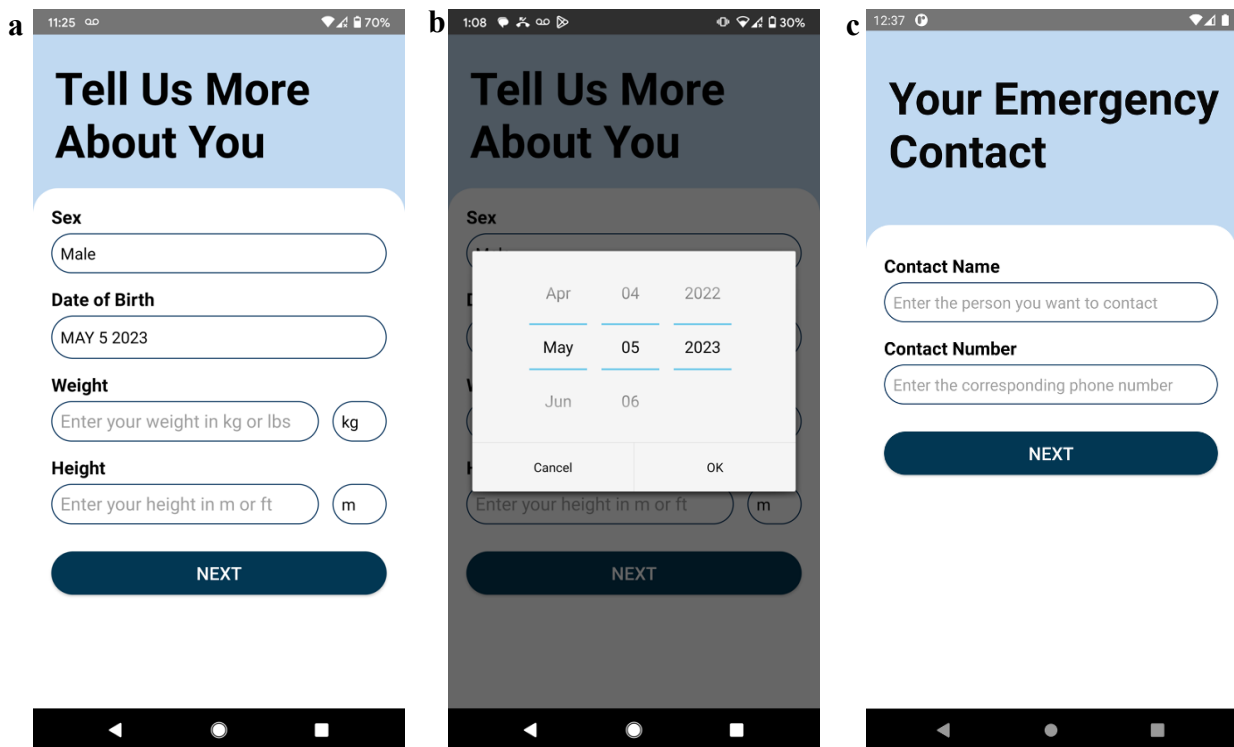 a
11:25 70%
Tell Us More
About You
Sex
Male
Date of Birth
MAY 5 2023
Weight
Enter your weight in kg or lbs kg
Height
Enter your height in m or ft m
NEXT
b
1:08 30%
Tell Us More
About You
Sex
Apr 04 2022
May 05 2023
Jun 06
Cancel OK
Enter your height in m or ft m
NEXT
c
12:37
Your Emergency
Contact
Contact Name
Enter the person you want to contact
Contact Number
Enter the corresponding phone number
NEXT